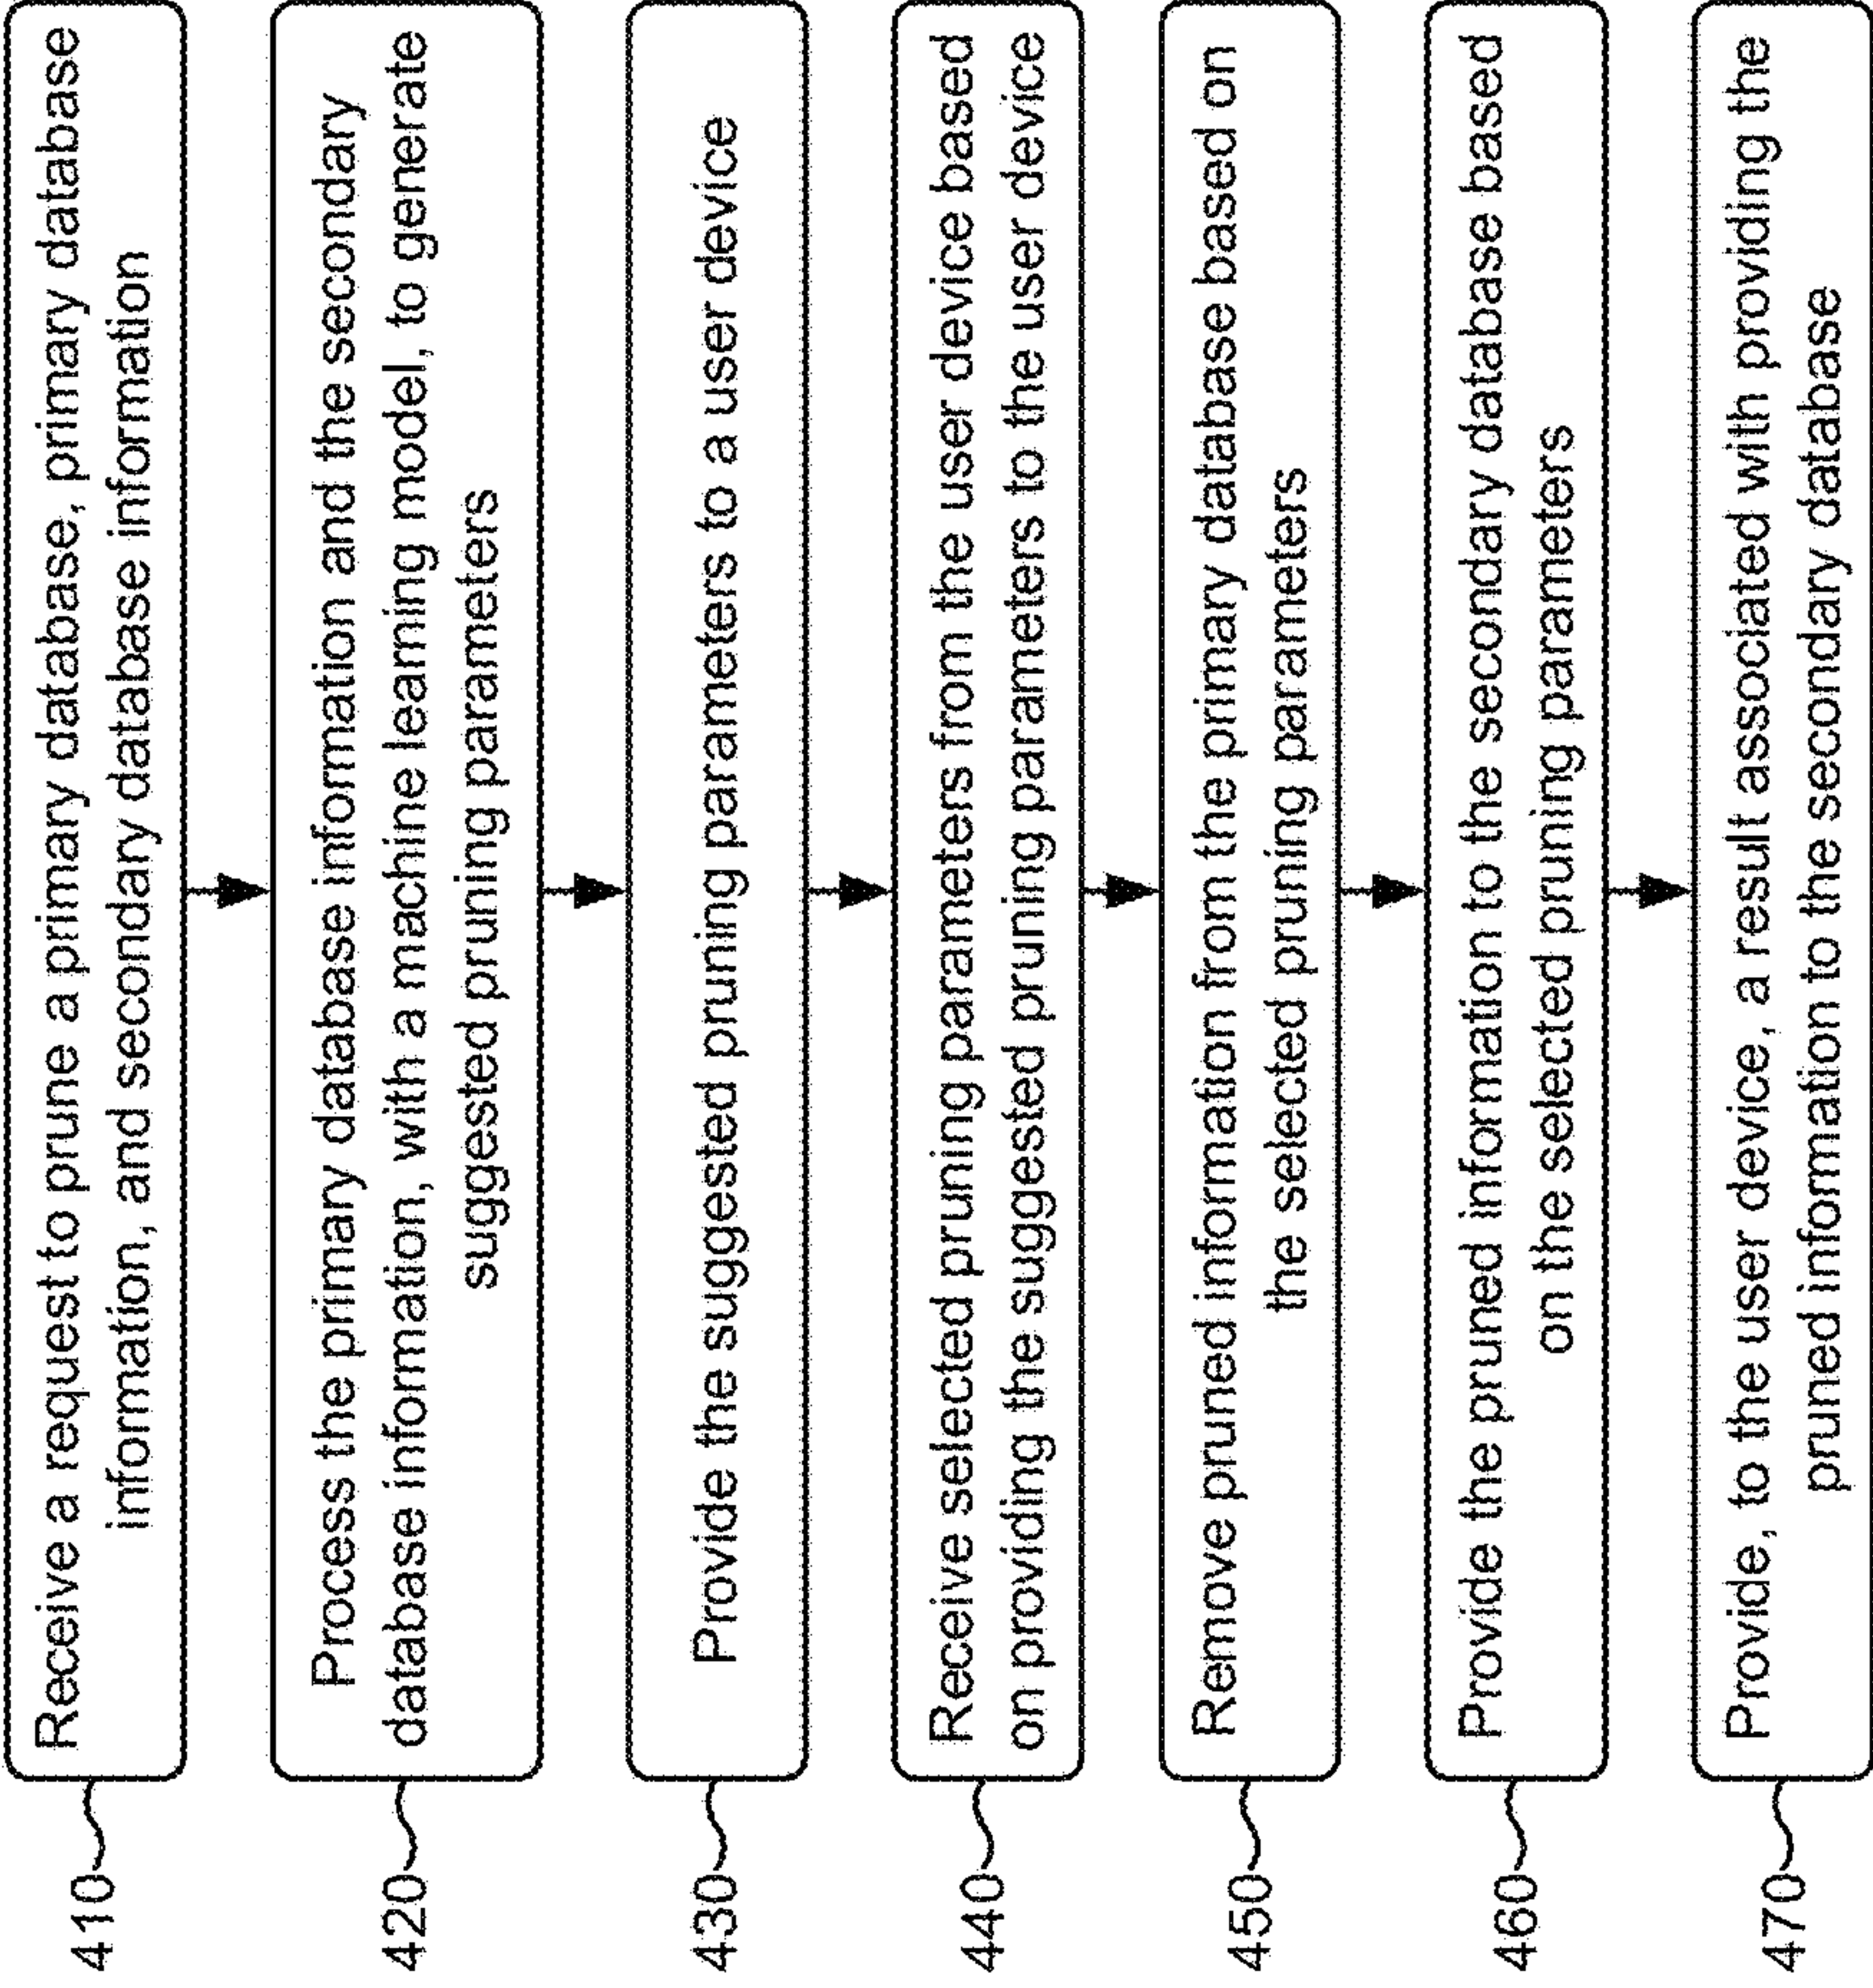 410
Receive a request to prune a primary database, primary database
information, and secondary database information
420
Process the primary database information and the secondary
database information, with a machine learning model, to generate
suggested pruning parameters
430
Provide the suggested pruning parameters to a user device
440
Receive selected pruning parameters from the user device based
on providing the suggested pruning parameters to the user device
450
Remove pruned information from the primary database based on
the selected pruning parameters
460
Provide the pruned information to the secondary database based
on the selected pruning parameters
470
Provide, to the user device, a result associated with providing the
pruned information to the secondary database